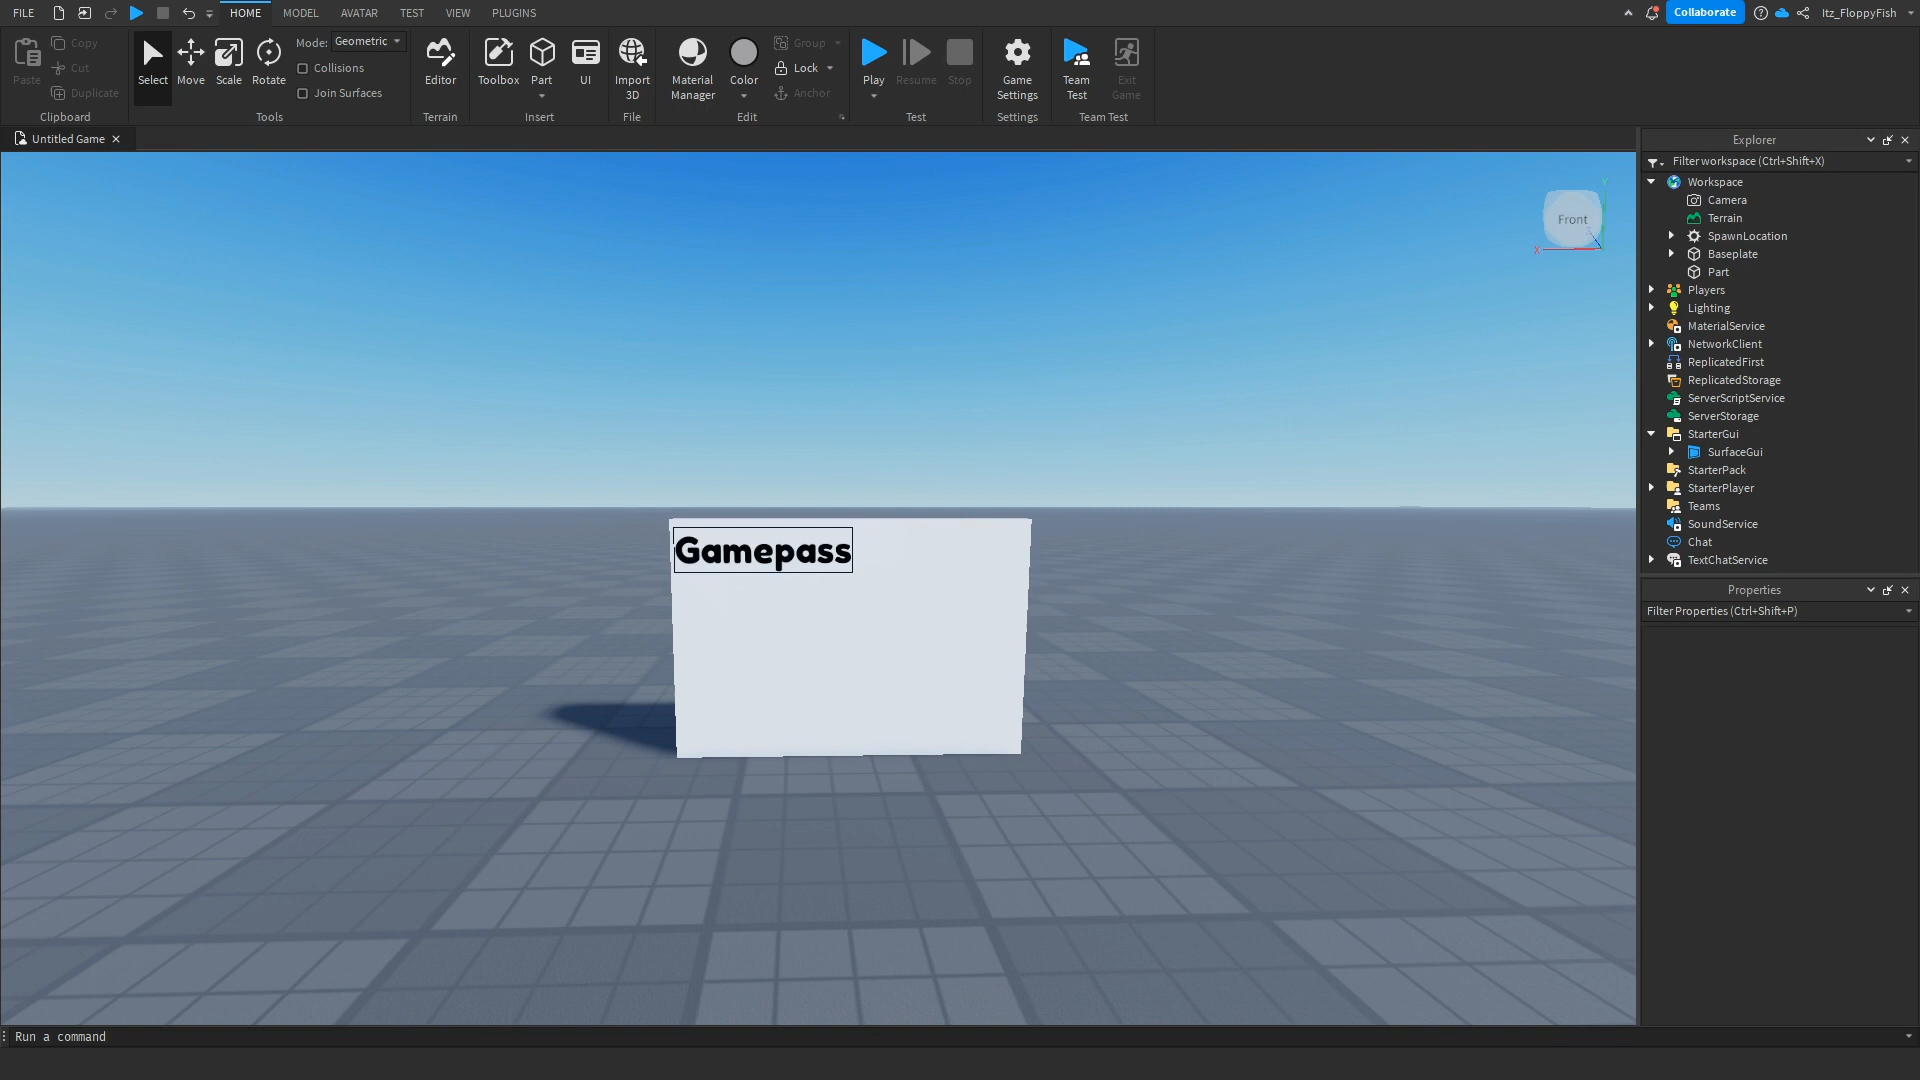 FILE HOME MODEL AVATAR TEST VIEW PLUGINS Collaborate Itz_FloppyFish
Paste Copy Cut Duplicate
Clipboard
Select Move Scale Rotate
Mode: Geometric
Collisions
Join Surfaces
Tools
Editor
Terrain
Toolbox Part UI
Insert
Import 3D
File
Material Manager Color
Group
Lock
Anchor
Edit
Play Resume Stop
Test
Game Settings
Settings
Team Test Exit Game
Team Test
Untitled Game
Front
X
Y
Z
Gamepass
Explorer
Filter workspace (Ctrl+Shift+X)
Workspace
Camera
Terrain
SpawnLocation
Baseplate
Part
Players
Lighting
MaterialService
NetworkClient
ReplicatedFirst
ReplicatedStorage
ServerScriptService
ServerStorage
StarterGui
SurfaceGui
StarterPack
StarterPlayer
Teams
SoundService
Chat
TextChatService
Properties
Filter Properties (Ctrl+Shift+P)
Run a command